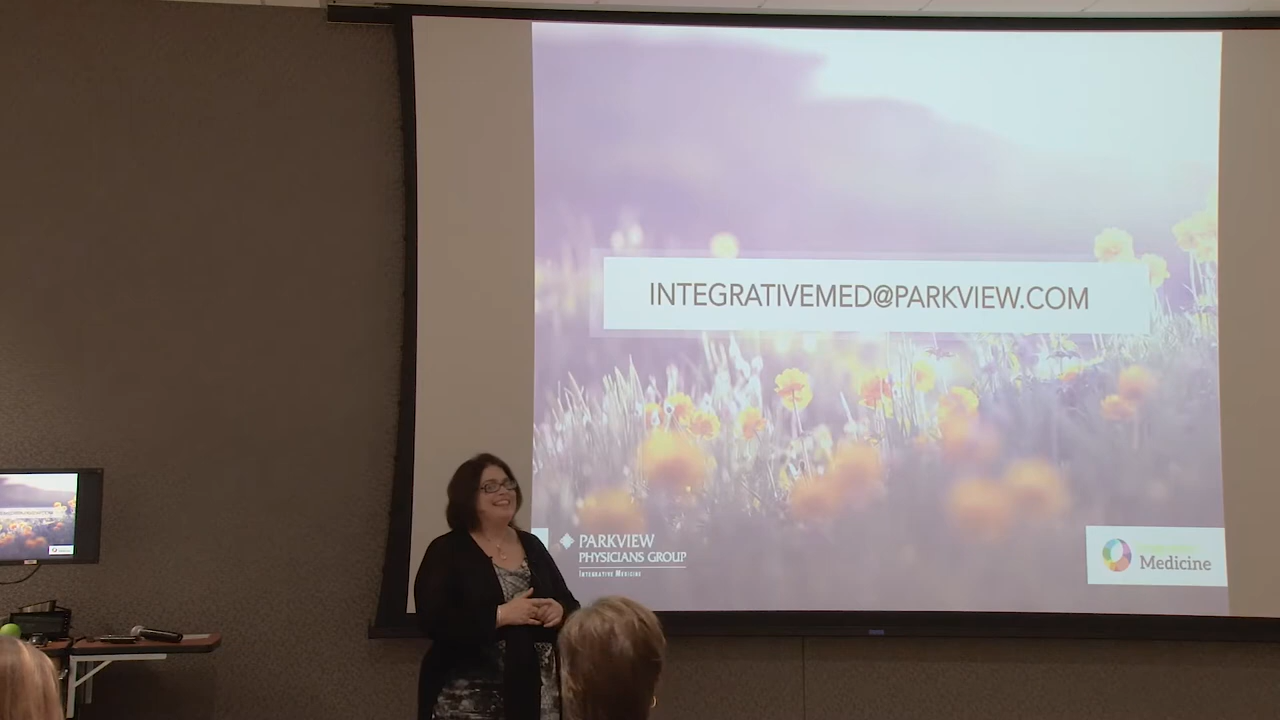 INTEGRATIVEMED@PARKVIEW.COM
PARKVIEW
PHYSICIANS GROUP
INTEGRATIVE MEDICINE
Medicine